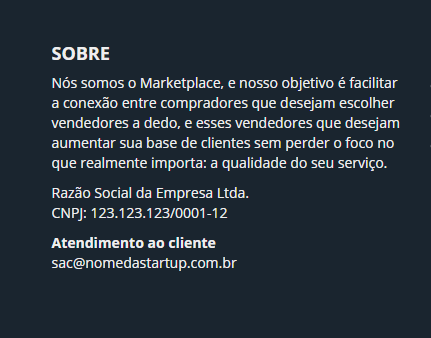 SOBRE
Nós somos o Marketplace, e nosso objetivo é facilitar
a conexão entre compradores que desejam escolher
vendedores a dedo, e esses vendedores que desejam
aumentar sua base de clientes sem perder o foco no
que realmente importa: a qualidade do seu serviço.
Razão Social da Empresa Ltda.
CNPJ: 123.123.123/0001-12
Atendimento ao cliente
sac@nomedastartup.com.br